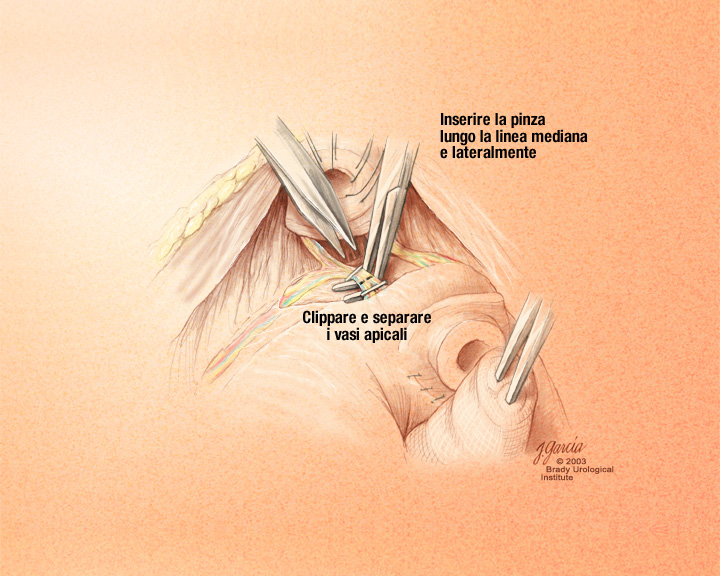 Inserire la pinza
lungo la linea mediana
e lateralmente
Clippare e separare
i vasi apicali
J. Garcia
© 2003
Brady Urological
Institute